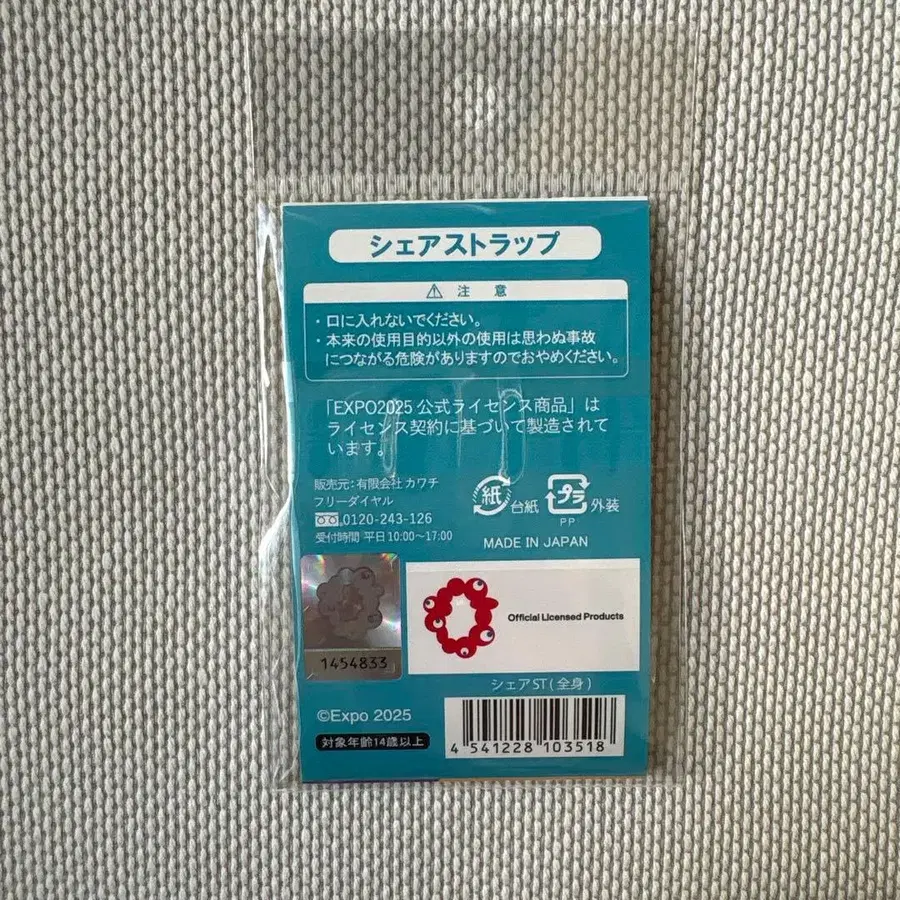 シェアストラップ
⚠ 注 意
・口に入れないでください。
・本来の使用目的以外の使用は思わぬ事故
につながる危険がありますのでおやめください。
「EXPO2025 公式ライセンス商品」は
ライセンス契約に基づいて製造されて
います。
販売元:有限会社 カワチ
フリーダイヤル
0120-243-126
受付時間 平日10:00〜17:00
紙 台紙 プラ 外装
PP
MADE IN JAPAN
Official Licensed Products
1454833
シェアST(全身)
©Expo 2025
対象年齢14歳以上
4 541228 103518